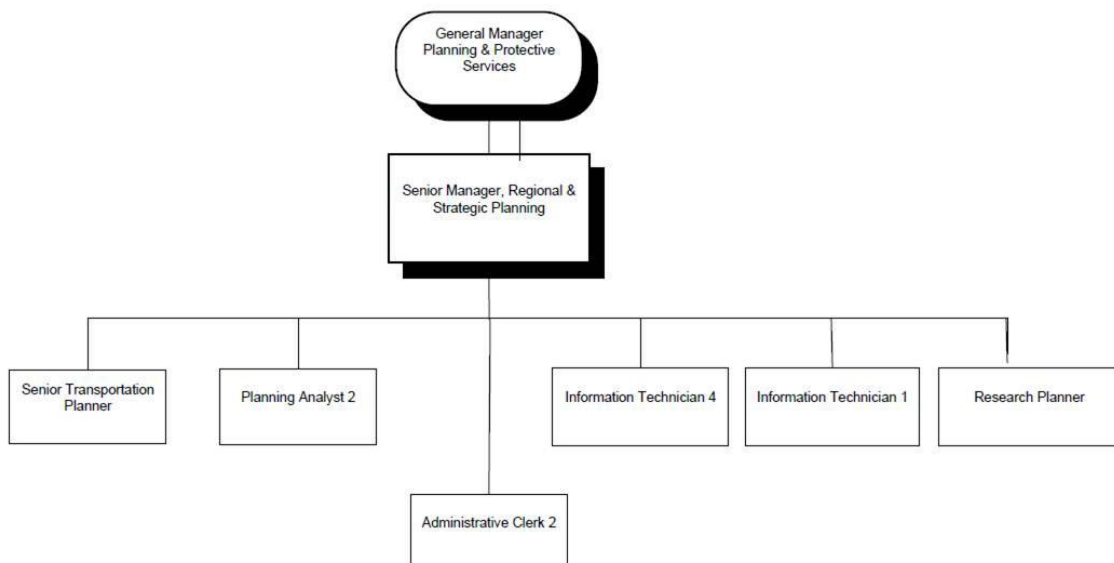 General Manager
Planning & Protective
Services
Senior Manager, Regional &
Strategic Planning
Senior Transportation
Planner
Planning Analyst 2
Information Technician 4
Information Technician 1
Research Planner
Administrative Clerk 2